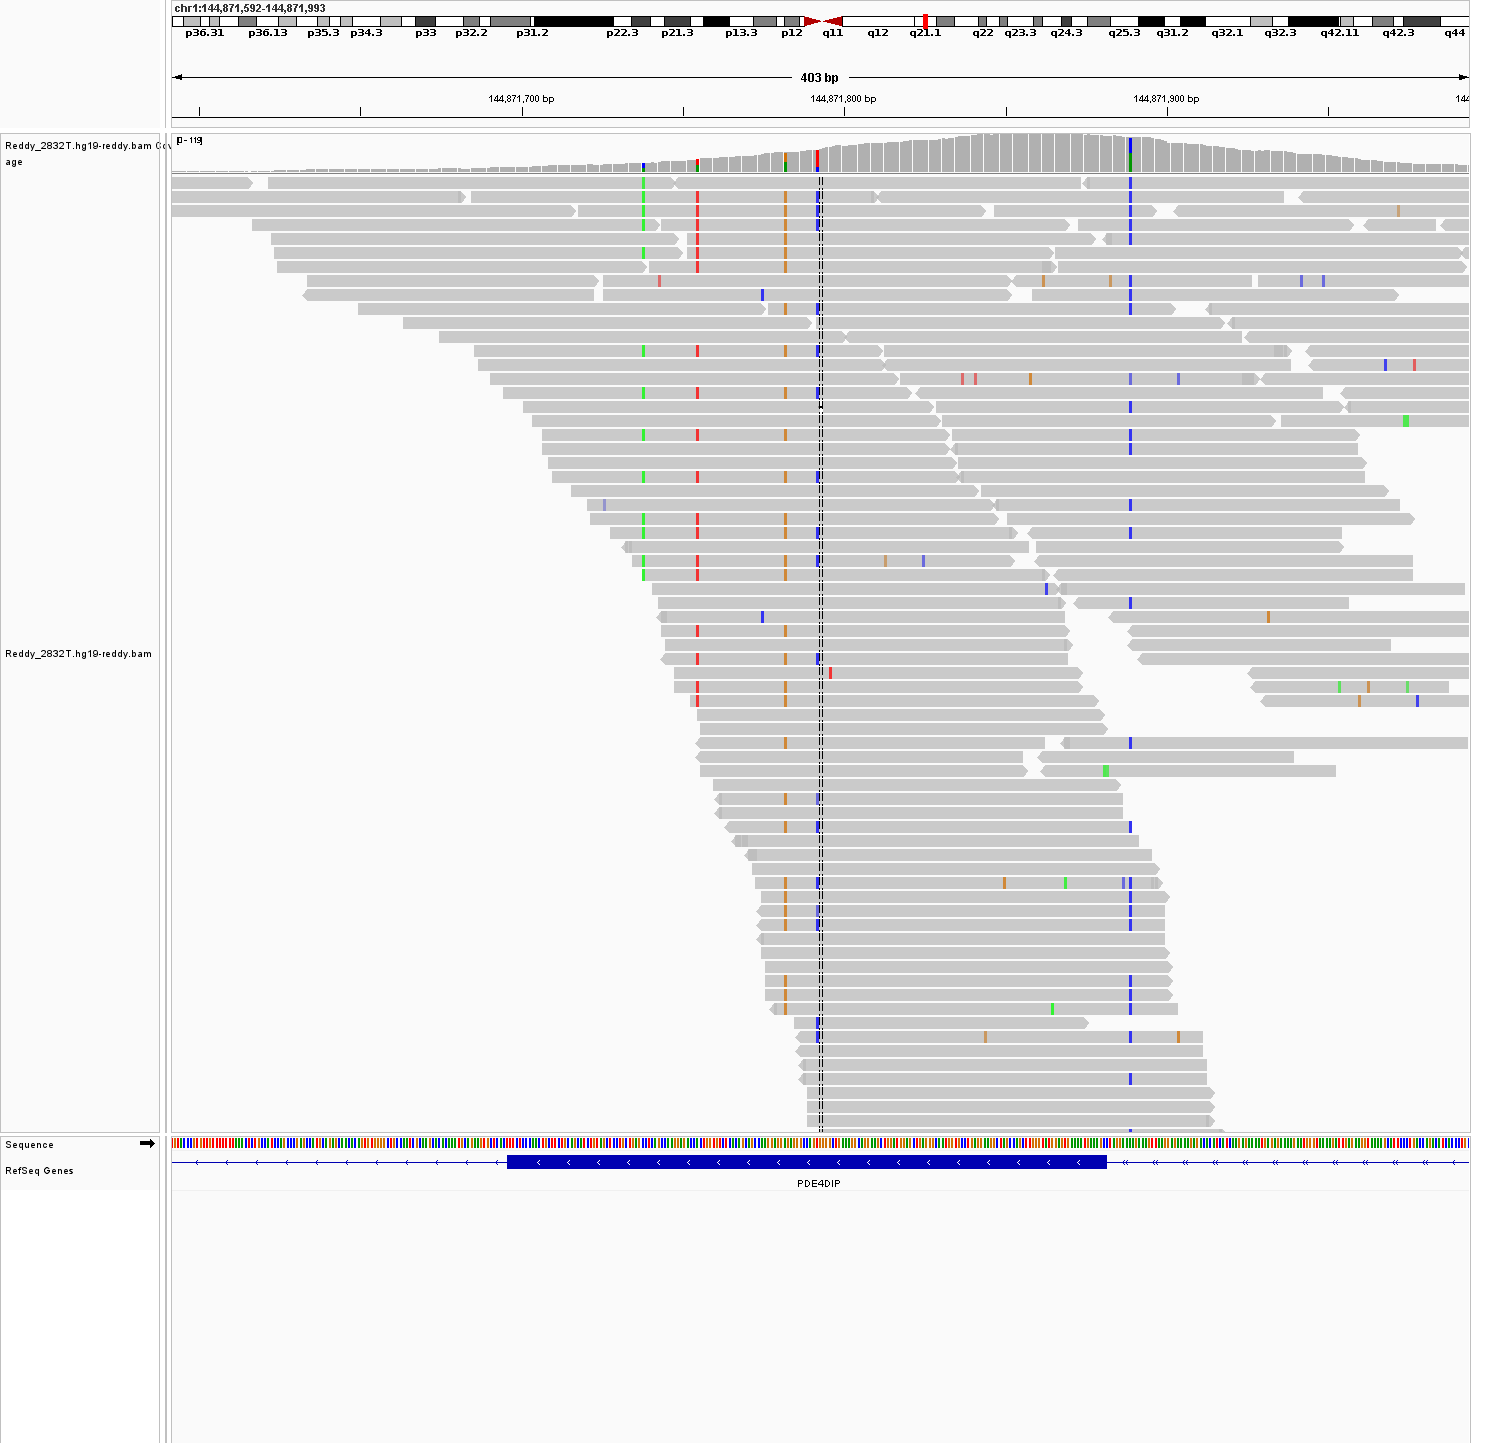 chr1:144,871,592-144,871,993
p36.31 p36.13 p35.3 p34.3 p33 p32.2 p31.2 p22.3 p21.3 p13.3 p12 q11 q12 q21.1 q22 q23.3 q24.3 q25.3 q31.2 q32.1 q32.3 q42.11 q42.3 q44
403 bp
144,871,700 bp 144,871,800 bp 144,871,900 bp 144
Reddy_2832T.hg19-reddy.bam Cov
age
[0 - 119]
Reddy_2832T.hg19-reddy.bam
Sequence
RefSeq Genes
PDE4DIP